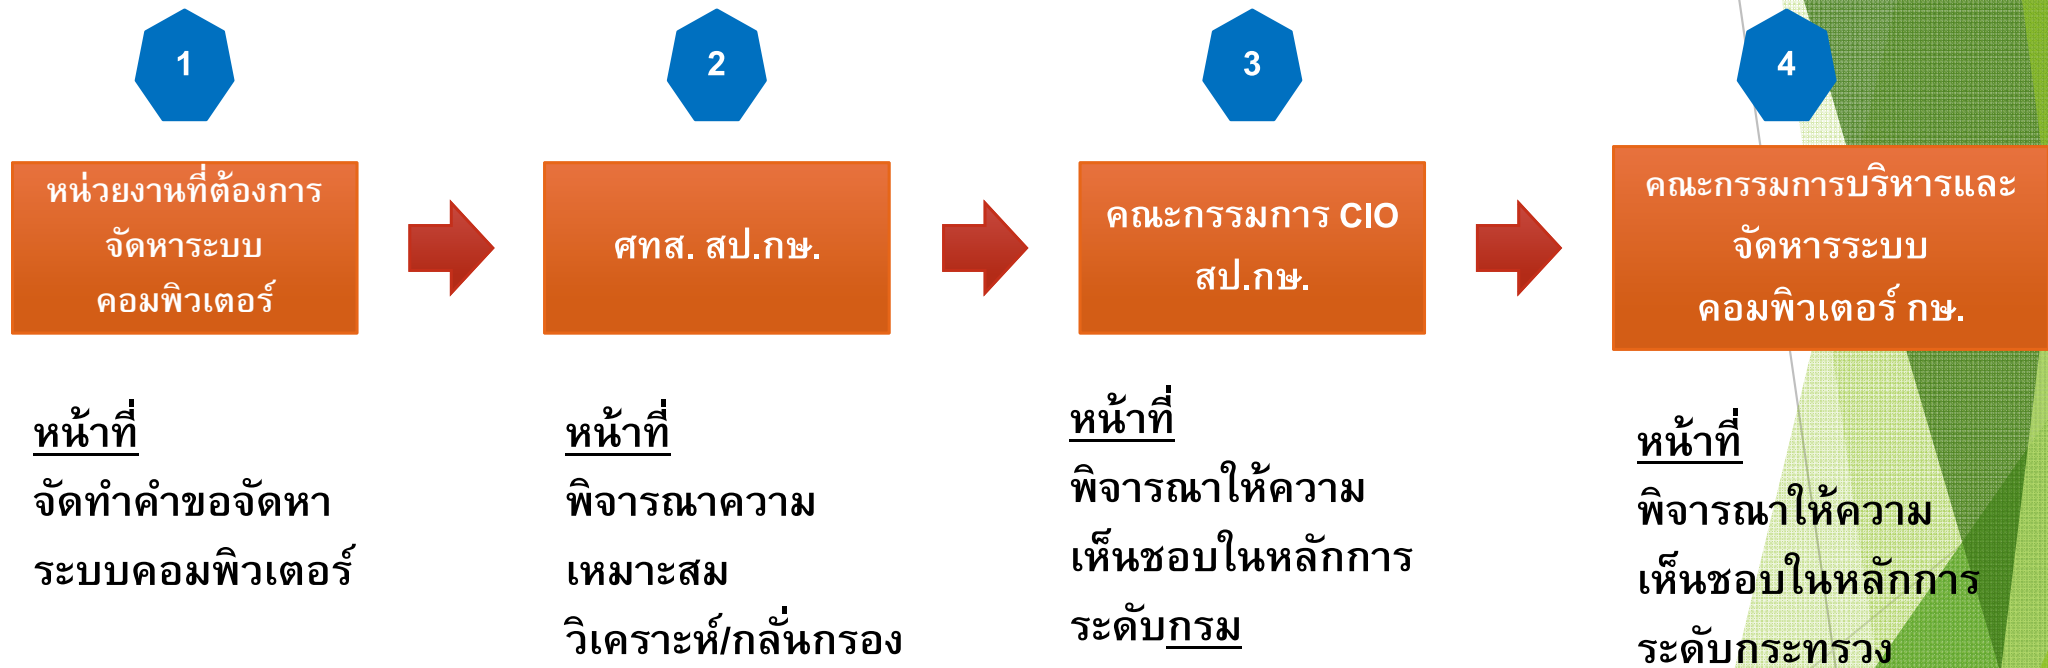 1
หน่วยงานที่ต้องการ
จัดหาระบบ
คอมพิวเตอร์
หน้าที่
จัดทำคำขอจัดหา
ระบบคอมพิวเตอร์
2
ศทส. สป.กษ.
หน้าที่
พิจารณาความ
เหมาะสม
วิเคราะห์/กลั่นกรอง
3
คณะกรรมการ CIO
สป.กษ.
หน้าที่
พิจารณาให้ความ
เห็นชอบในหลักการ
ระดับกรม
4
คณะกรรมการบริหารและ
จัดหารระบบ
คอมพิวเตอร์ กษ.
หน้าที่
พิจารณาให้ความ
เห็นชอบในหลักการ
ระดับกระทรวง